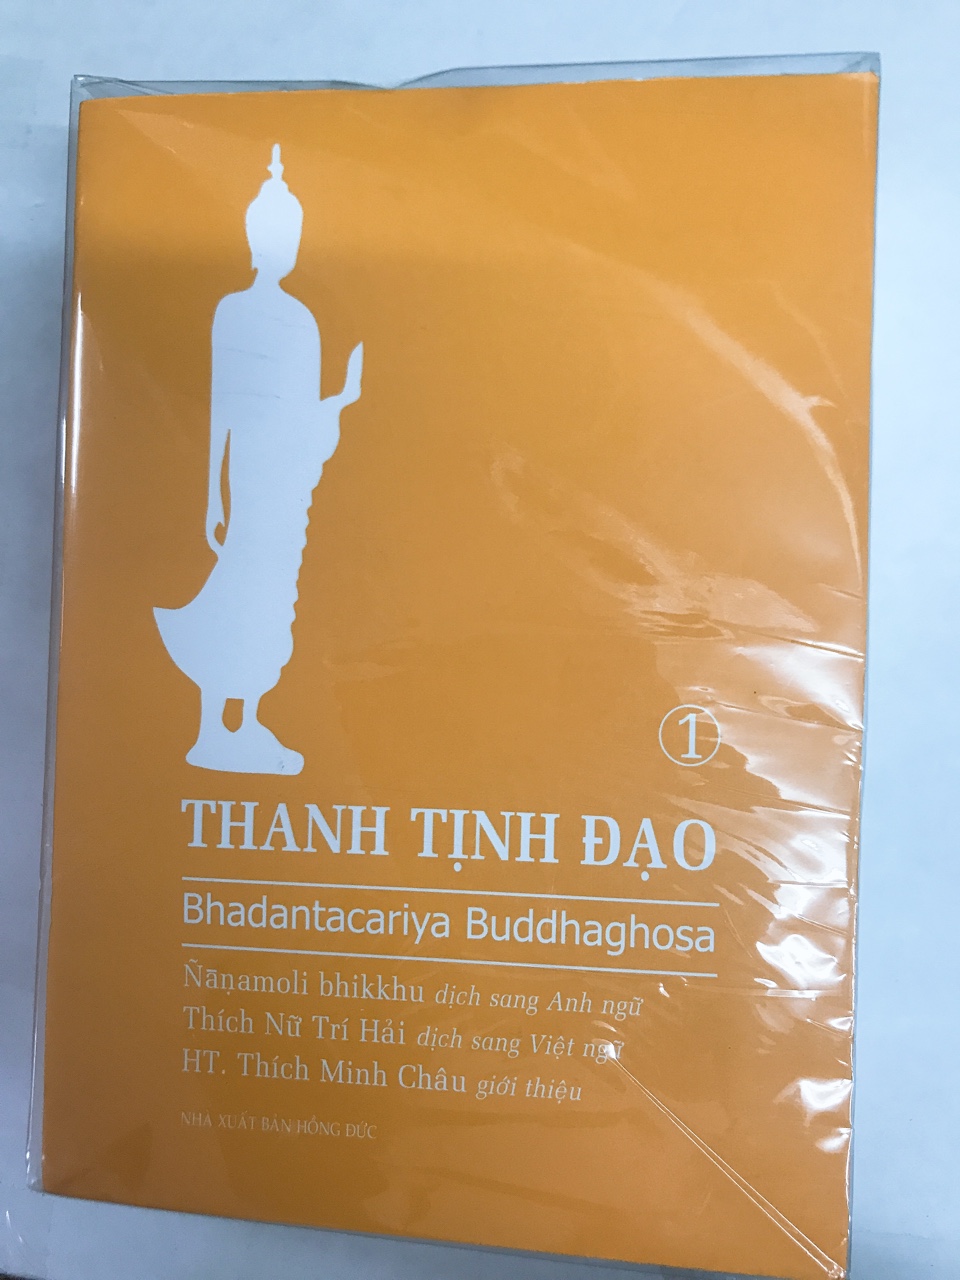 1
THANH TỊNH ĐẠO
Bhadantacariya Buddhaghosa
Ñāṇamoli bhikkhu dịch sang Anh ngữ
Thích Nữ Trí Hải dịch sang Việt ngữ
HT. Thích Minh Châu giới thiệu
NHÀ XUẤT BẢN HỒNG ĐỨC